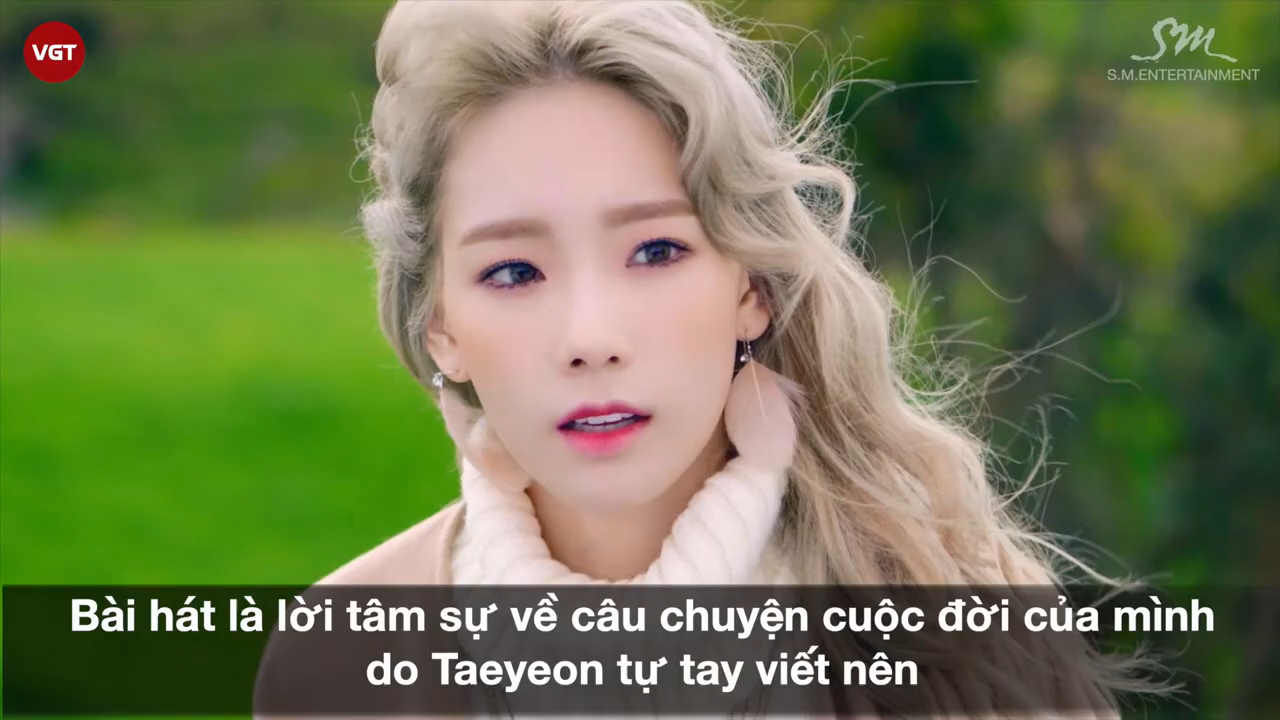 VGT
SM
S.M.ENTERTAINMENT
Bài hát là lời tâm sự về câu chuyện cuộc đời của mình
do Taeyeon tự tay viết nên